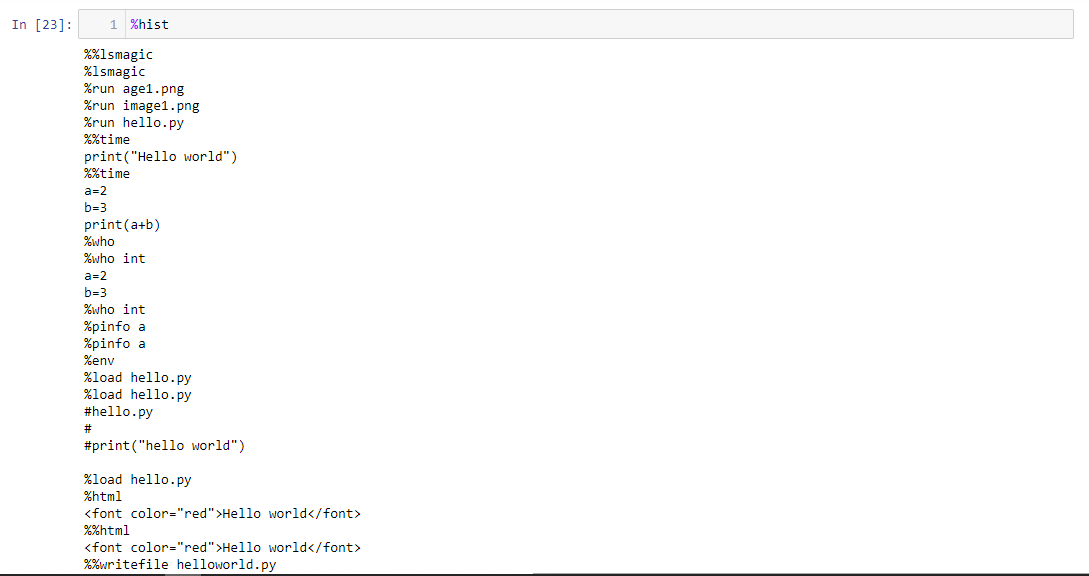 In [23]: 1 %hist
%%lsmagic
%lsmagic
%run age1.png
%run image1.png
%run hello.py
%%time
print("Hello world")
%%time
a=2
b=3
print(a+b)
%who
%who int
a=2
b=3
%who int
%pinfo a
%pinfo a
%env
%load hello.py
%load hello.py
#hello.py
#
#print("hello world")

%load hello.py
%html
<font color="red">Hello world</font>
%%html
<font color="red">Hello world</font>
%%writefile helloworld.py